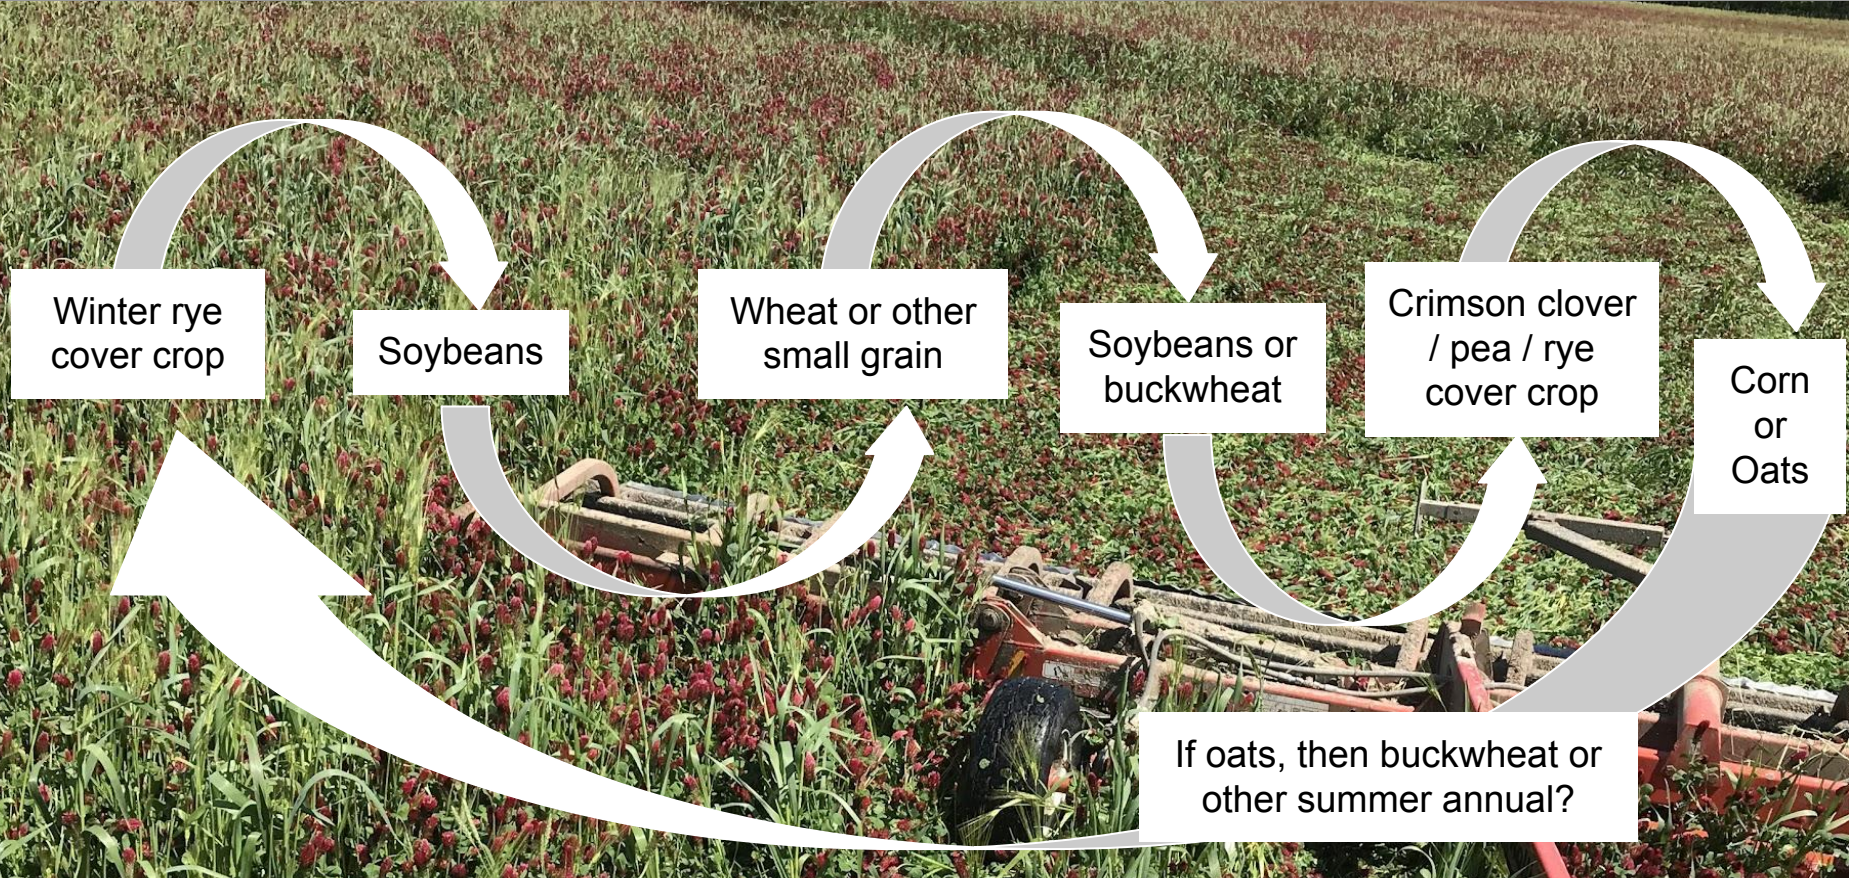 Winter rye
cover crop
Soybeans
Wheat or other
small grain
Soybeans or
buckwheat
Crimson clover
/ pea / rye
cover crop
Corn
or
Oats
If oats, then buckwheat or
other summer annual?